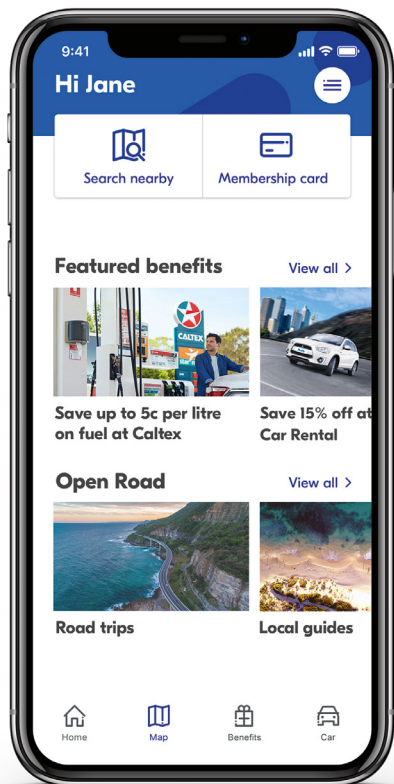 9:41
Hi Jane
Search nearby
Membership card
Featured benefits
View all >
CALTEX
Save up to 5c per litre
on fuel at Caltex
Save 15% off at
Car Rental
Open Road
View all >
Road trips
Local guides
Home
Map
Benefits
Car